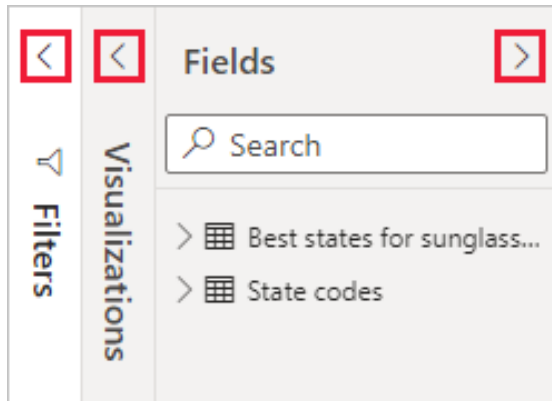 Filters
Visualizations
Fields
Search
Best states for sunglass...
State codes